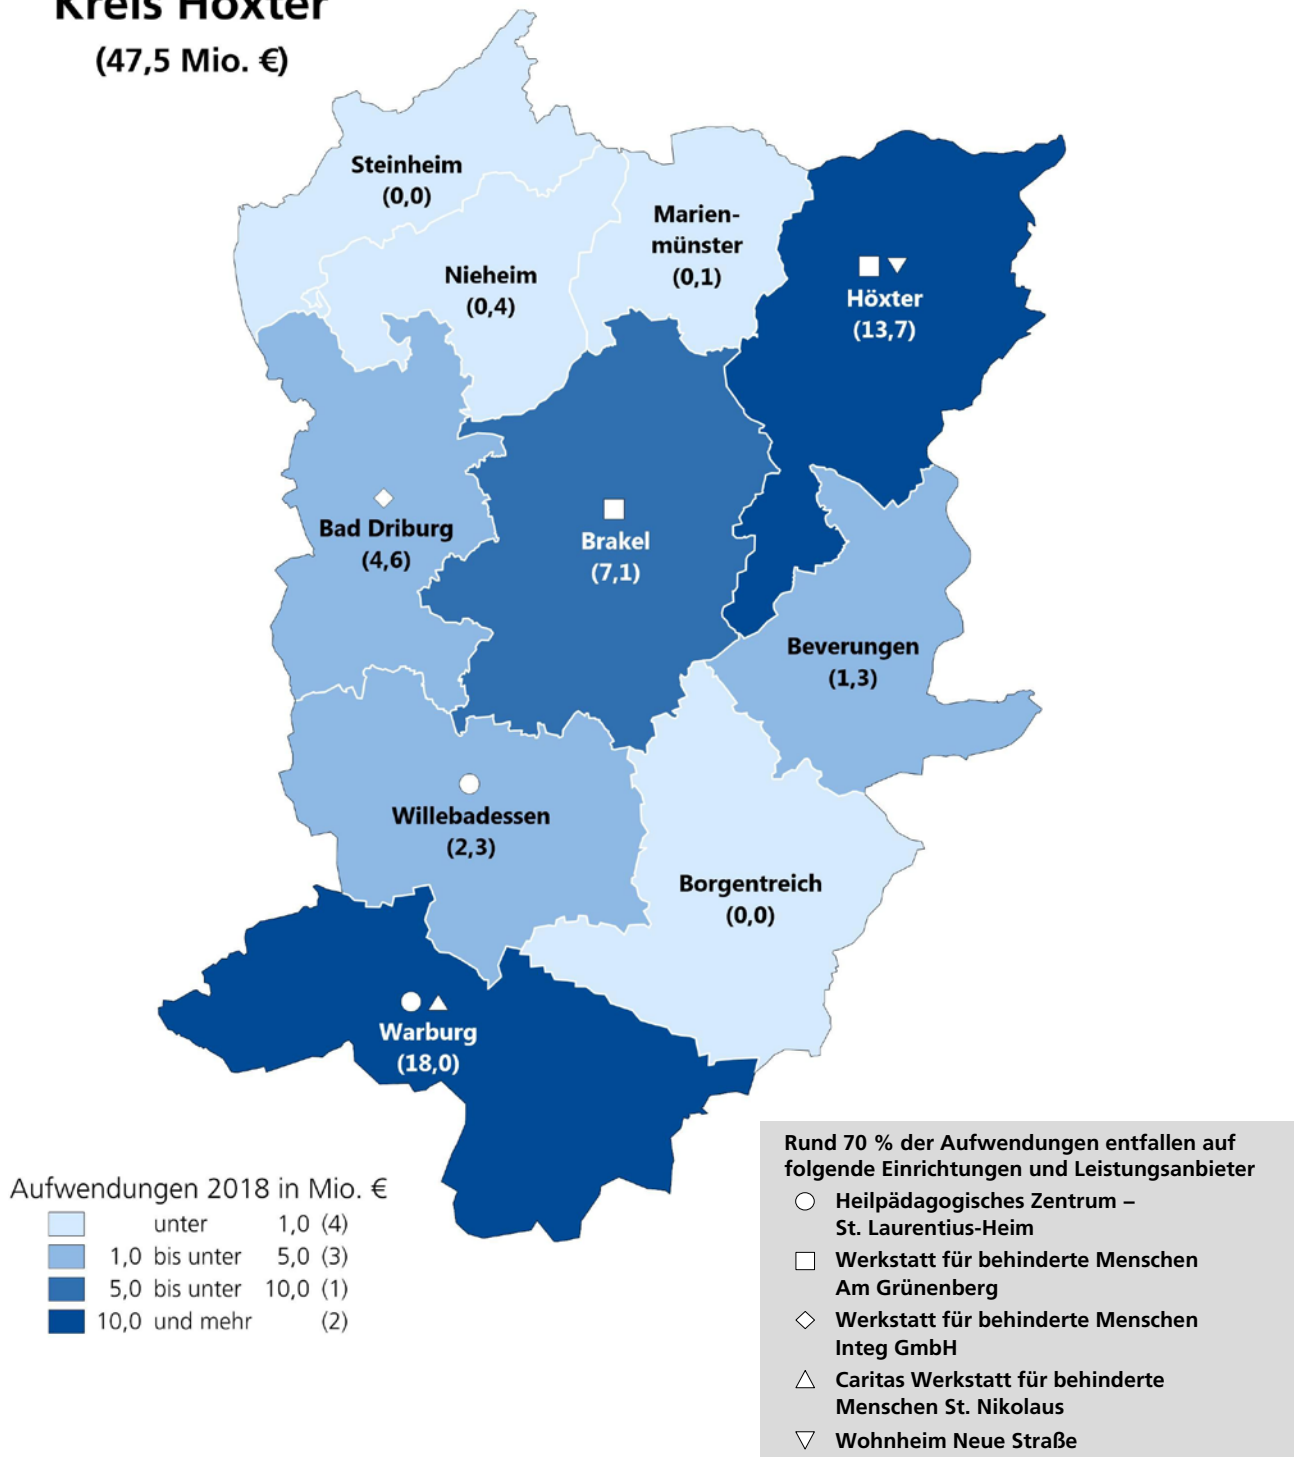 Kreis Höxter
(47,5 Mio. €)
Steinheim
(0,0)
Marien-
münster
(0,1)
Nieheim
(0,4)
Höxter
(13,7)
Bad Driburg
(4,6)
Brakel
(7,1)
Beverungen
(1,3)
Willebadessen
(2,3)
Borgentreich
(0,0)
Warburg
(18,0)
Aufwendungen 2018 in Mio. €
unter 1,0 (4)
1,0 bis unter 5,0 (3)
5,0 bis unter 10,0 (1)
10,0 und mehr (2)
Rund 70 % der Aufwendungen entfallen auf
folgende Einrichtungen und Leistungsanbieter
Heilpädagogisches Zentrum –
St. Laurentius-Heim
Werkstatt für behinderte Menschen
Am Grünenberg
Werkstatt für behinderte Menschen
Integ GmbH
Caritas Werkstatt für behinderte
Menschen St. Nikolaus
Wohnheim Neue Straße